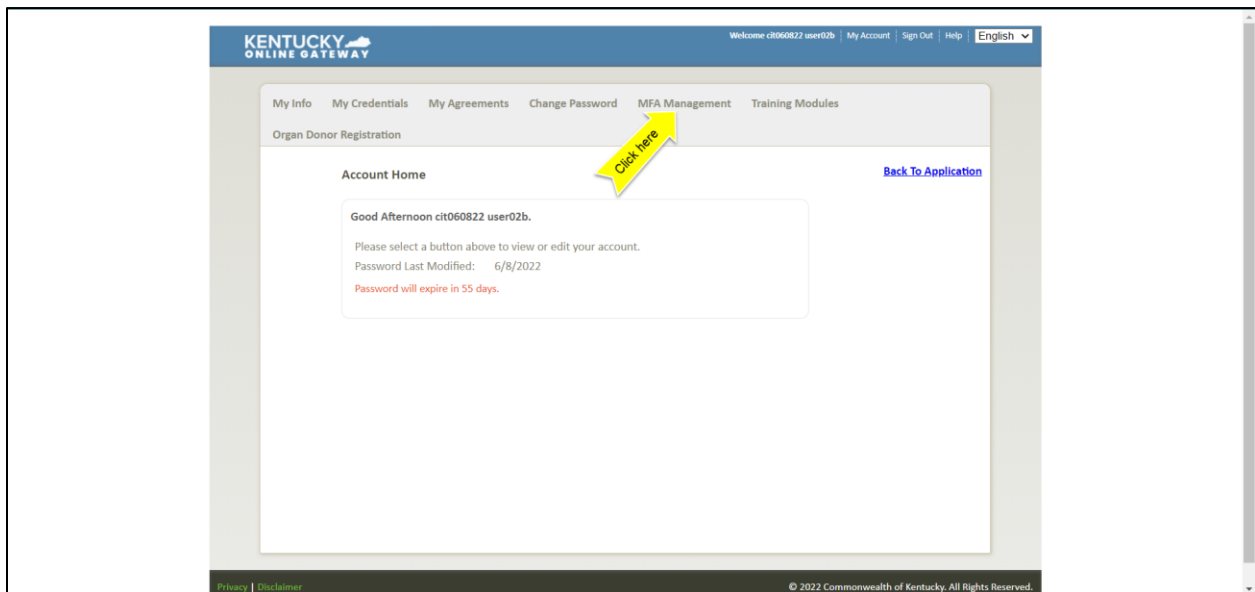 KENTUCKY
ONLINE GATEWAY
Welcome cit060822 user02b | My Account | Sign Out | Help | English
My Info My Credentials My Agreements Change Password MFA Management Training Modules
Organ Donor Registration
Click here
Account Home
Back To Application
Good Afternoon cit060822 user02b.
Please select a button above to view or edit your account.
Password Last Modified: 6/8/2022
Password will expire in 55 days.
Privacy | Disclaimer
© 2022 Commonwealth of Kentucky. All Rights Reserved.